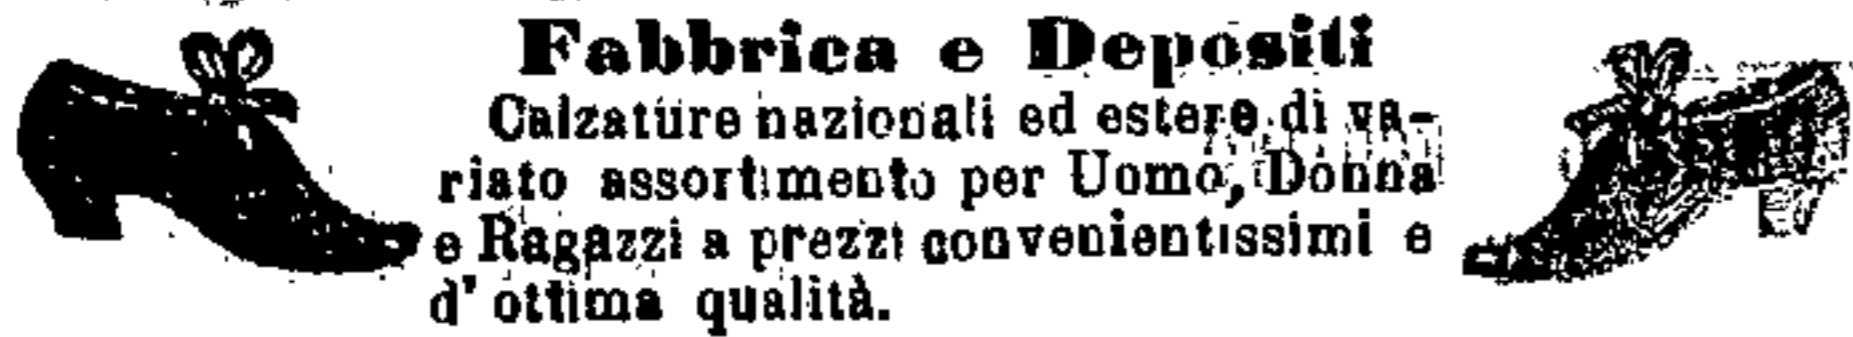 Fabbrica e Depositi
Calzature nazionali ed estere di va-
riato assortimento per Uomo, Donna
e Ragazzi a prezzi convenientissimi e
d'ottima qualità.